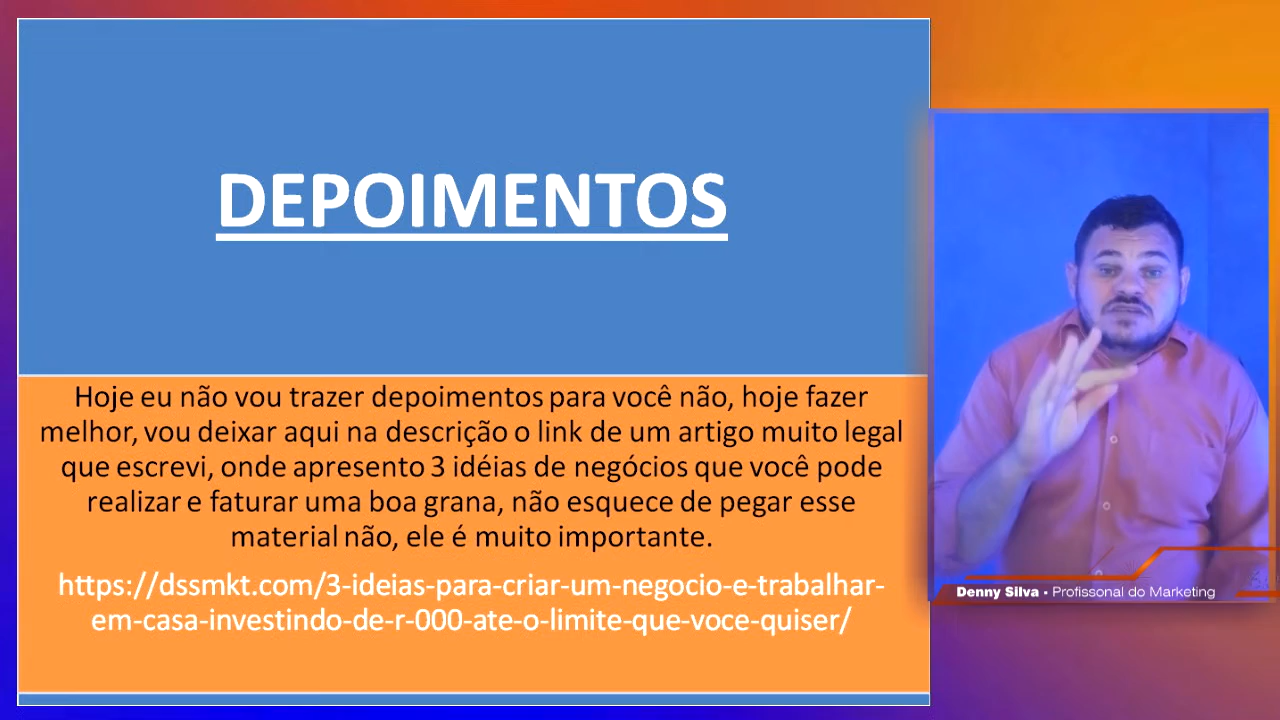 DEPOIMENTOS
Hoje eu não vou trazer depoimentos para você não, hoje fazer
melhor, vou deixar aqui na descrição o link de um artigo muito legal
que escrevi, onde apresento 3 idéias de negócios que você pode
realizar e faturar uma boa grana, não esquece de pegar esse
material não, ele é muito importante.
https://dssmkt.com/3-ideias-para-criar-um-negocio-e-trabalhar-
em-casa-investindo-de-r-000-ate-o-limite-que-voce-quiser/
Denny Silva • Profissonal do Marketing